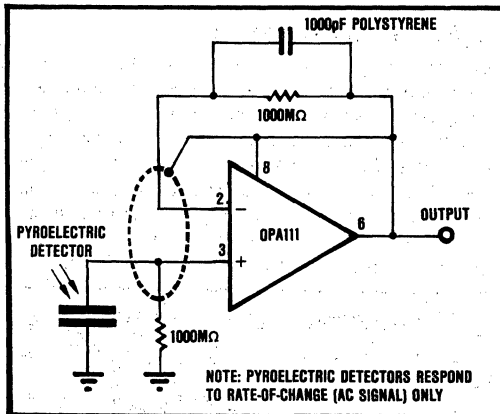 1000pF POLYSTYRENE
1000MΩ
8
2
−
OPA111
6
OUTPUT
PYROELECTRIC
DETECTOR
3
+
1000MΩ
NOTE: PYROELECTRIC DETECTORS RESPOND
TO RATE-OF-CHANGE (AC SIGNAL) ONLY